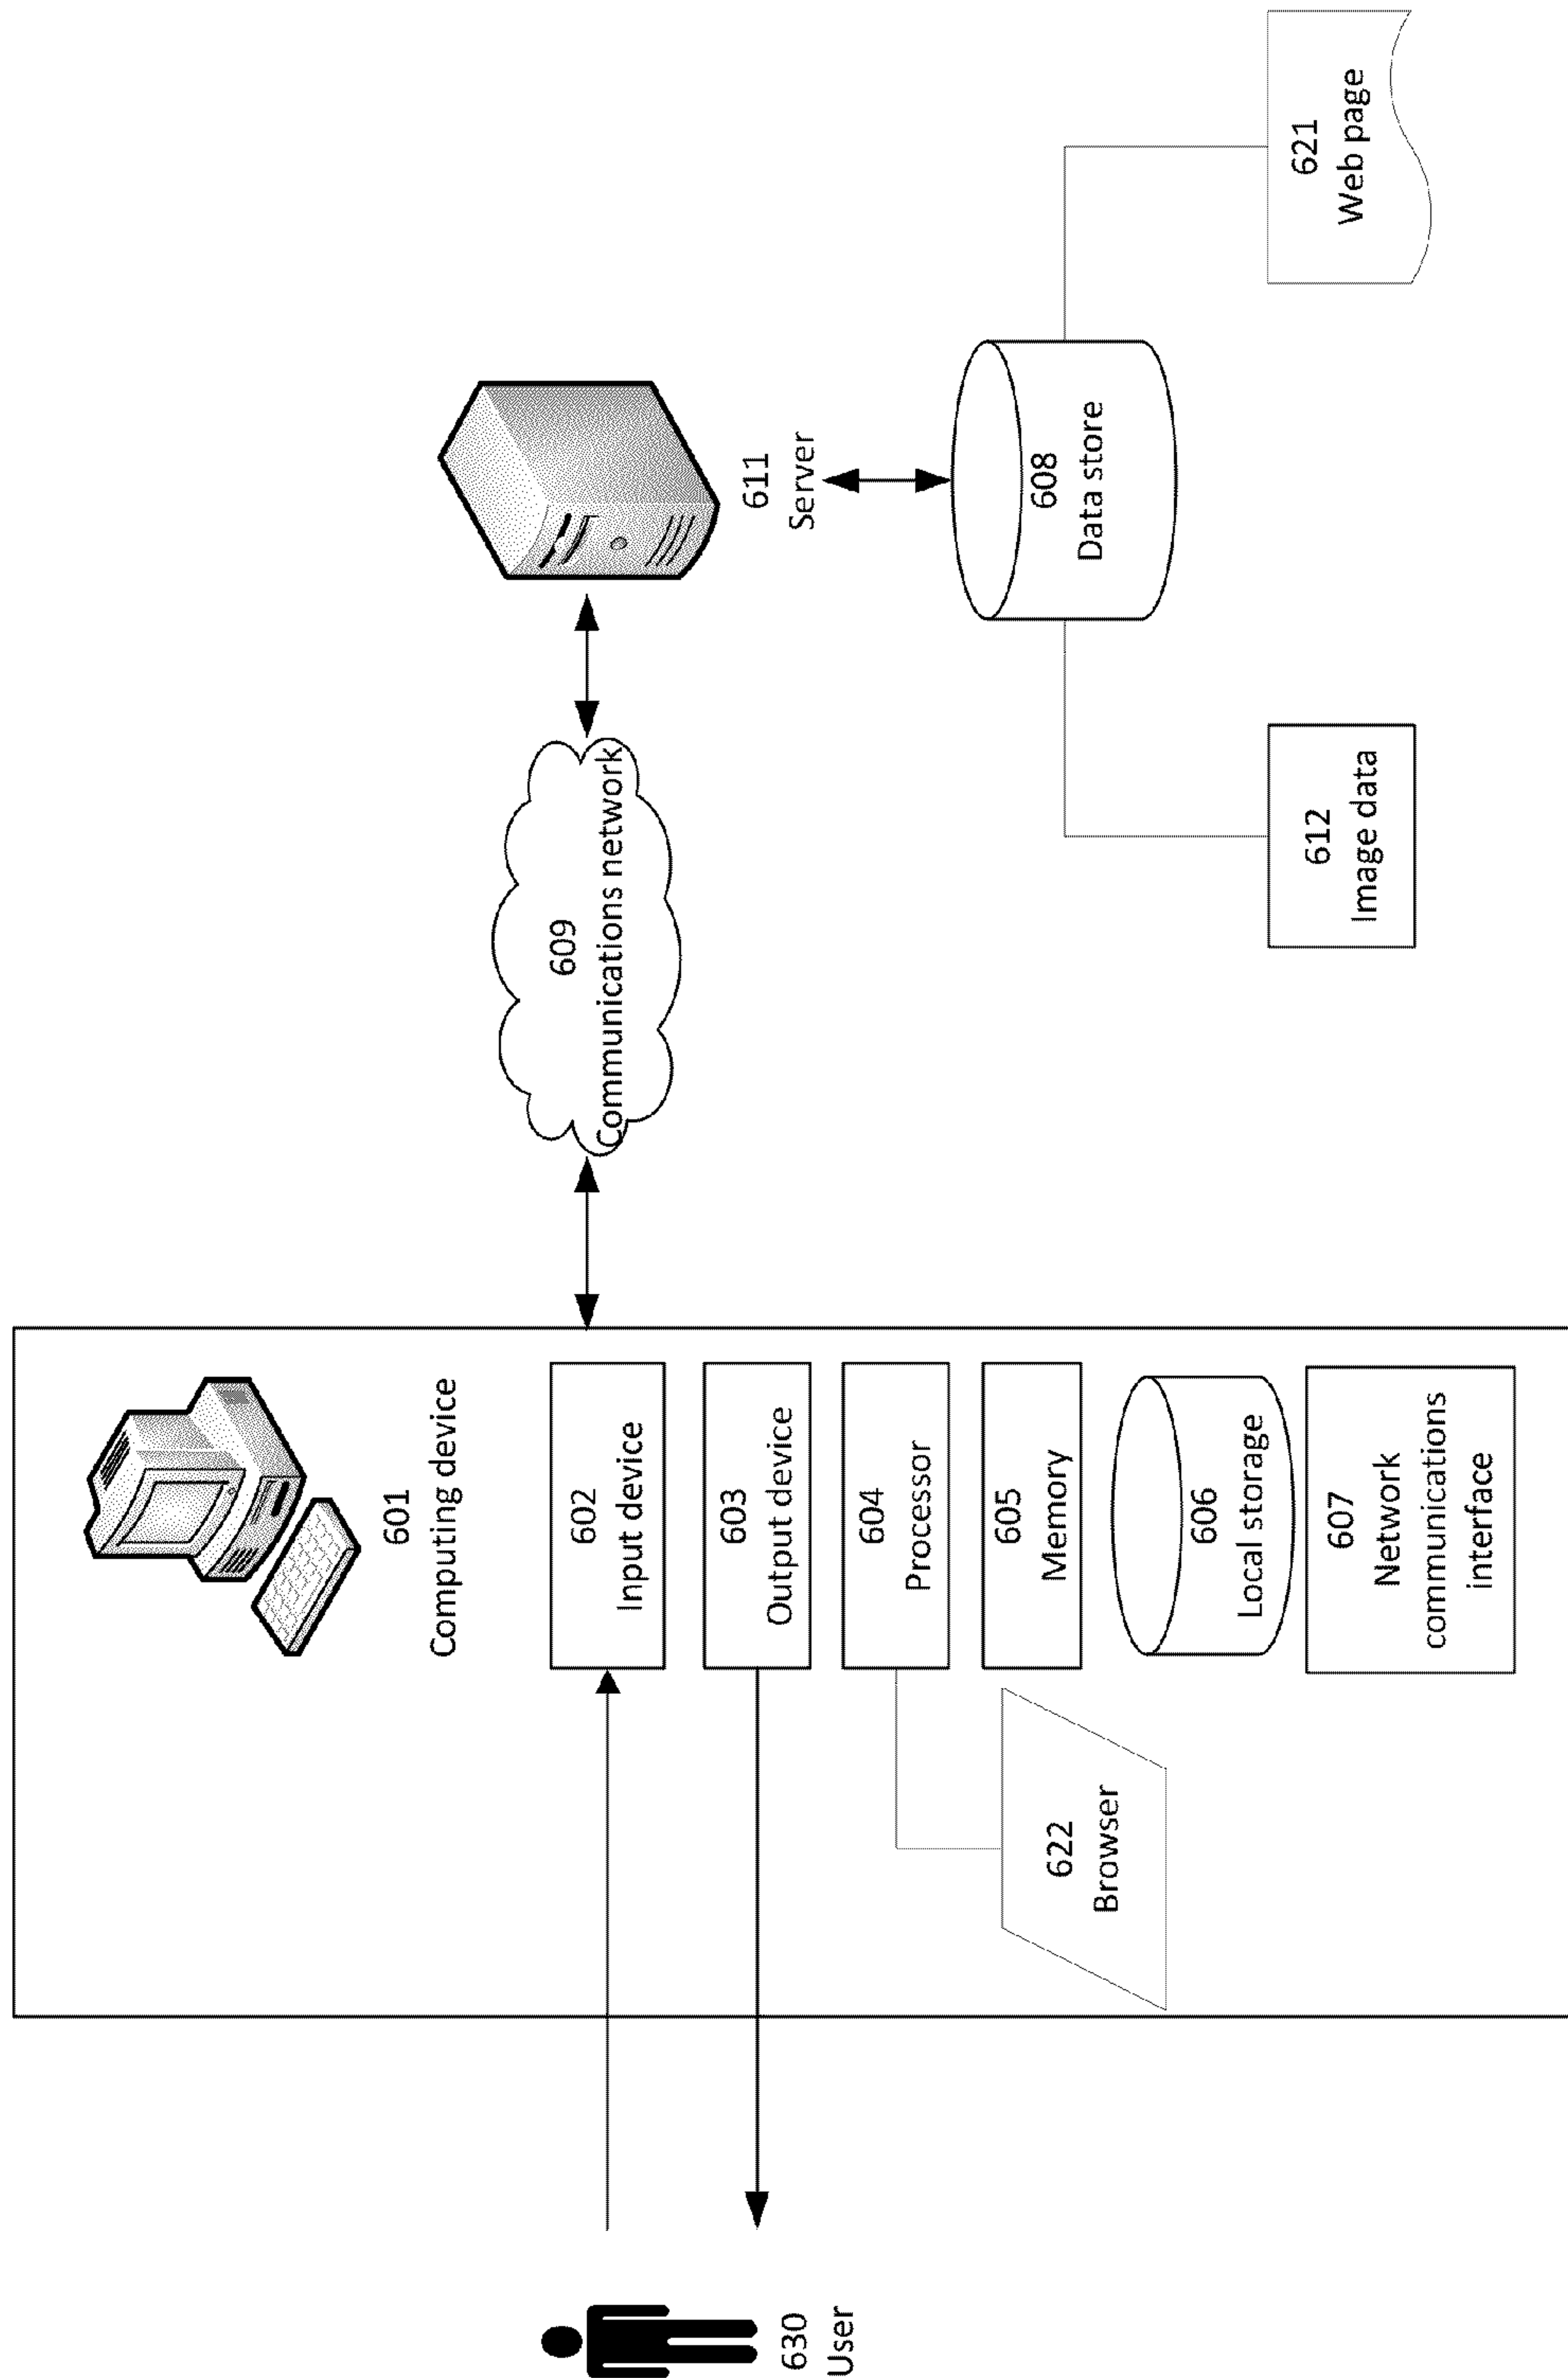 630
User
601
Computing device
602
Input device
603
Output device
604
Processor
622
Browser
605
Memory
606
Local storage
607
Network
communications
interface
609
Communications network
611
Server
608
Data store
612
Image data
621
Web page